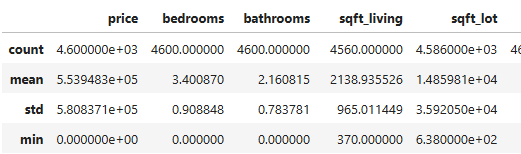 price bedrooms bathrooms sqft_living sqft_lot
count 4.600000e+03 4600.000000 4600.000000 4560.000000 4.586000e+03 46
mean 5.539483e+05 3.400870 2.160815 2138.935526 1.485981e+04
std 5.808371e+05 0.908848 0.783781 965.011449 3.592050e+04
min 0.000000e+00 0.000000 0.000000 370.000000 6.380000e+02